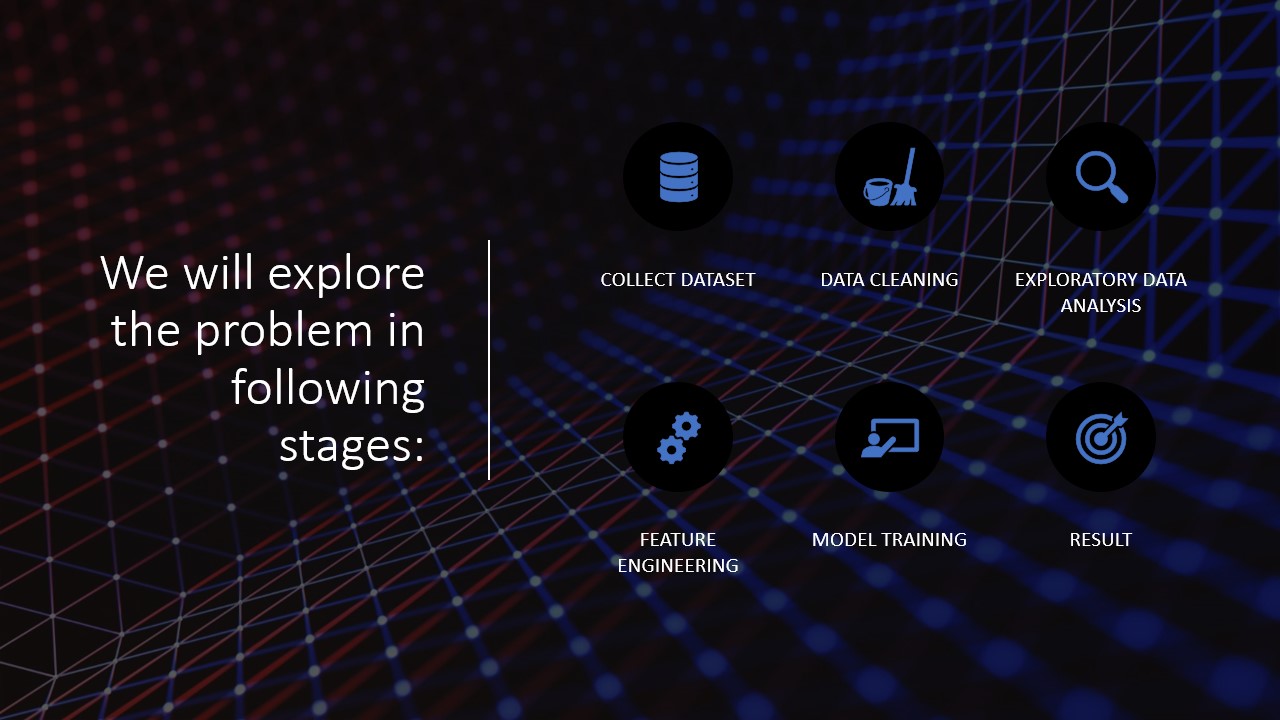 We will explore
the problem in
following
stages:
COLLECT DATASET
DATA CLEANING
EXPLORATORY DATA
ANALYSIS
FEATURE
ENGINEERING
MODEL TRAINING
RESULT